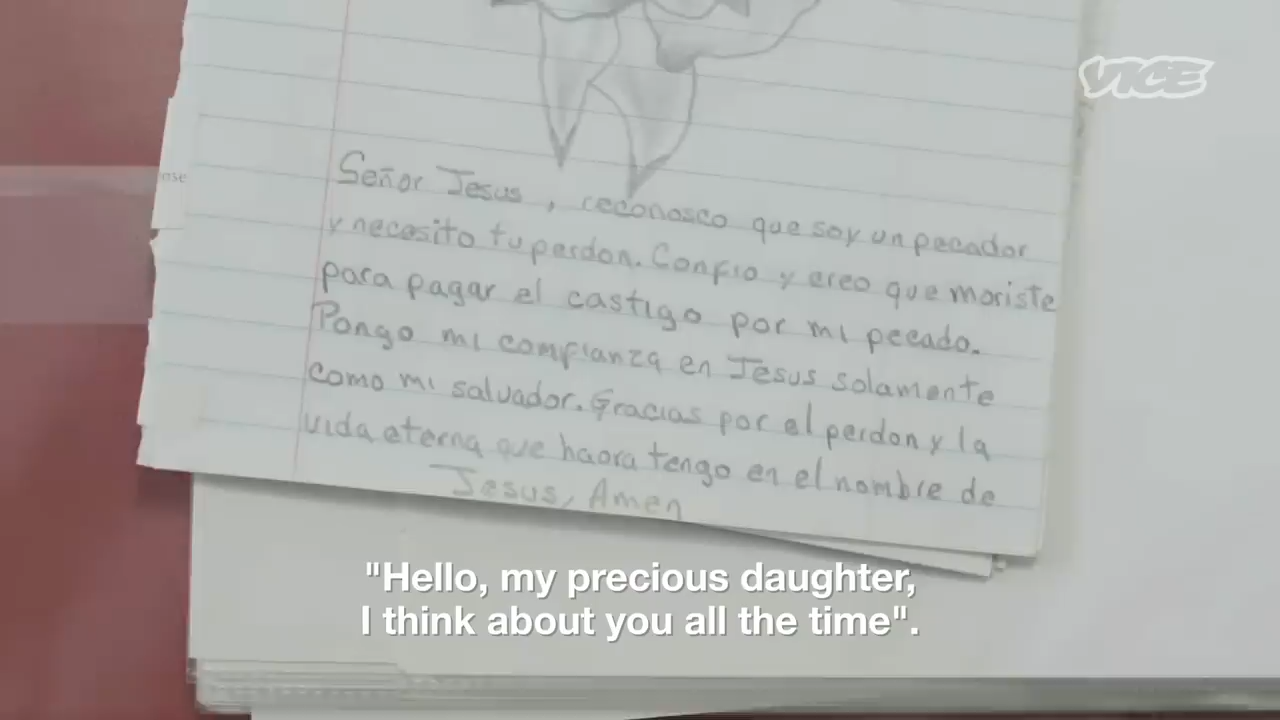 VICE
nse
Señor Jesus, reconosco que soy un pecador
y necesito tu perdon. Confio y creo que moriste
para pagar el castigo por mi pecado.
Pongo mi comfianza en Jesus solamente
como mi salvador. Gracias por el perdon y la
vida eterna que haora tengo en el nombre de
Jesus, Amen
"Hello, my precious daughter,
I think about you all the time".